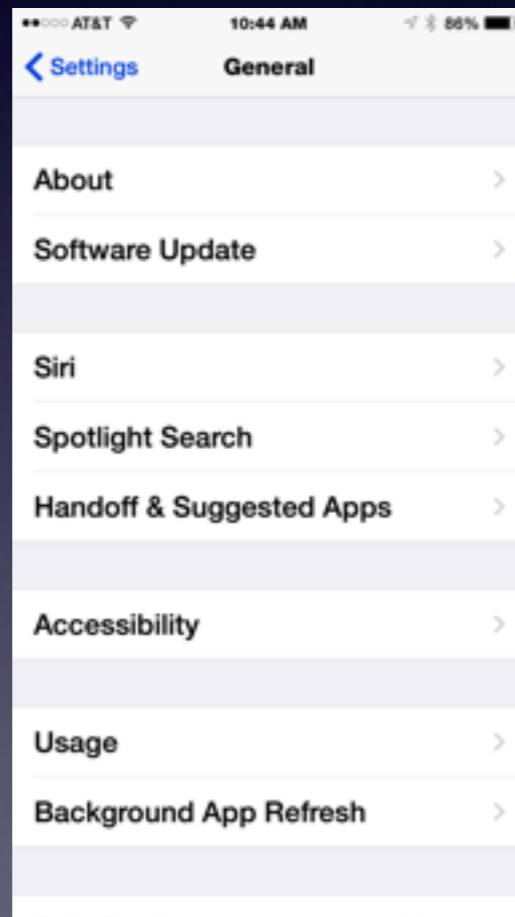 AT&T 10:44 AM 86%
Settings General
About
Software Update
Siri
Spotlight Search
Handoff & Suggested Apps
Accessibility
Usage
Background App Refresh